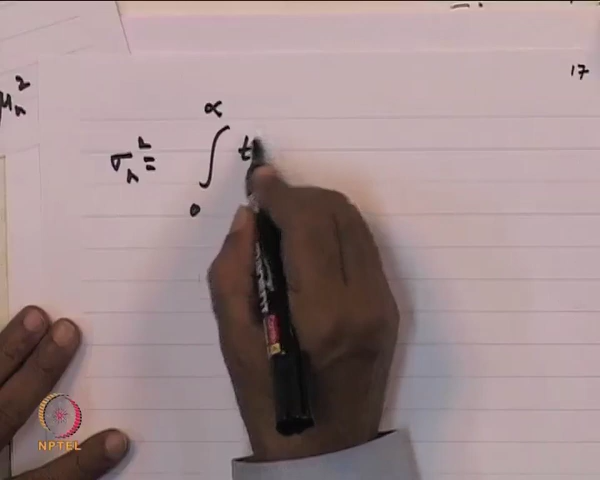 17
μₙ²
σₙ² = ∫₀^∝ t
NPTEL